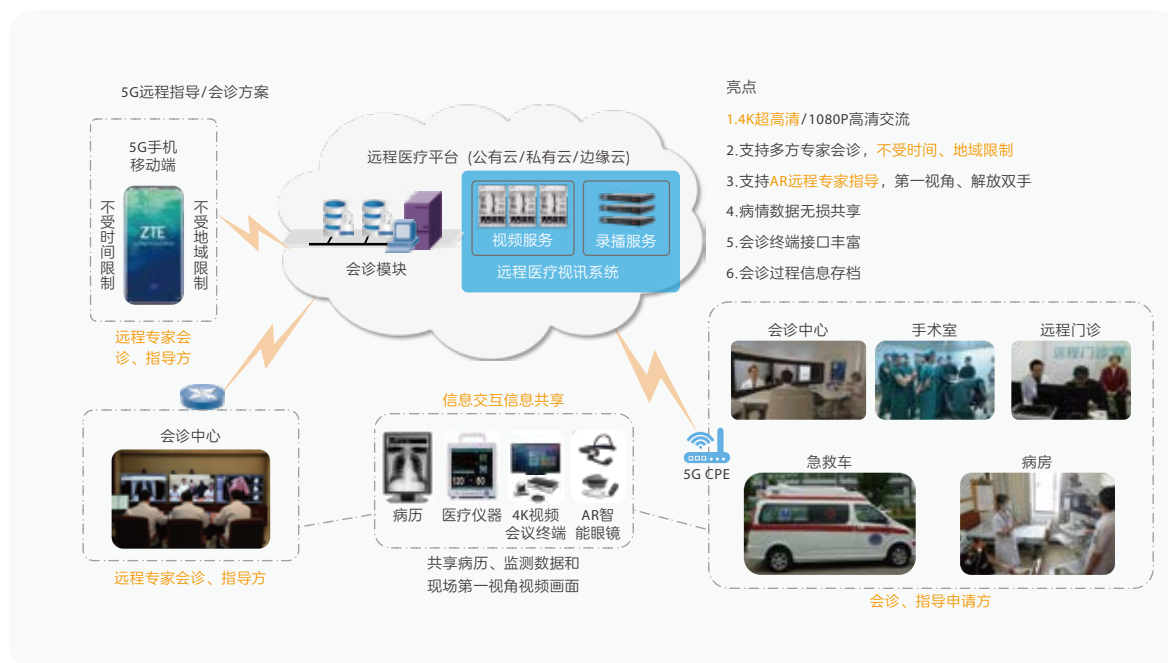 5G远程指导/会诊方案
5G手机
移动端
不受时间限制
不受地域限制
ZTE
远程专家会
诊、指导方
远程医疗平台 (公有云/私有云/边缘云)
会诊模块
视频服务
录播服务
远程医疗视讯系统
亮点
1.4K超高清/1080P高清交流
2.支持多方专家会诊，不受时间、地域限制
3.支持AR远程专家指导，第一视角、解放双手
4.病情数据无损共享
5.会诊终端接口丰富
6.会诊过程信息存档
会诊中心
远程专家会诊、指导方
信息交互信息共享
120
80
病历
医疗仪器
4K视频
会议终端
AR智
能眼镜
共享病历、监测数据和
现场第一视角视频画面
5G CPE
会诊中心
手术室
远程门诊
远程门诊室
急救车
病房
会诊、指导申请方